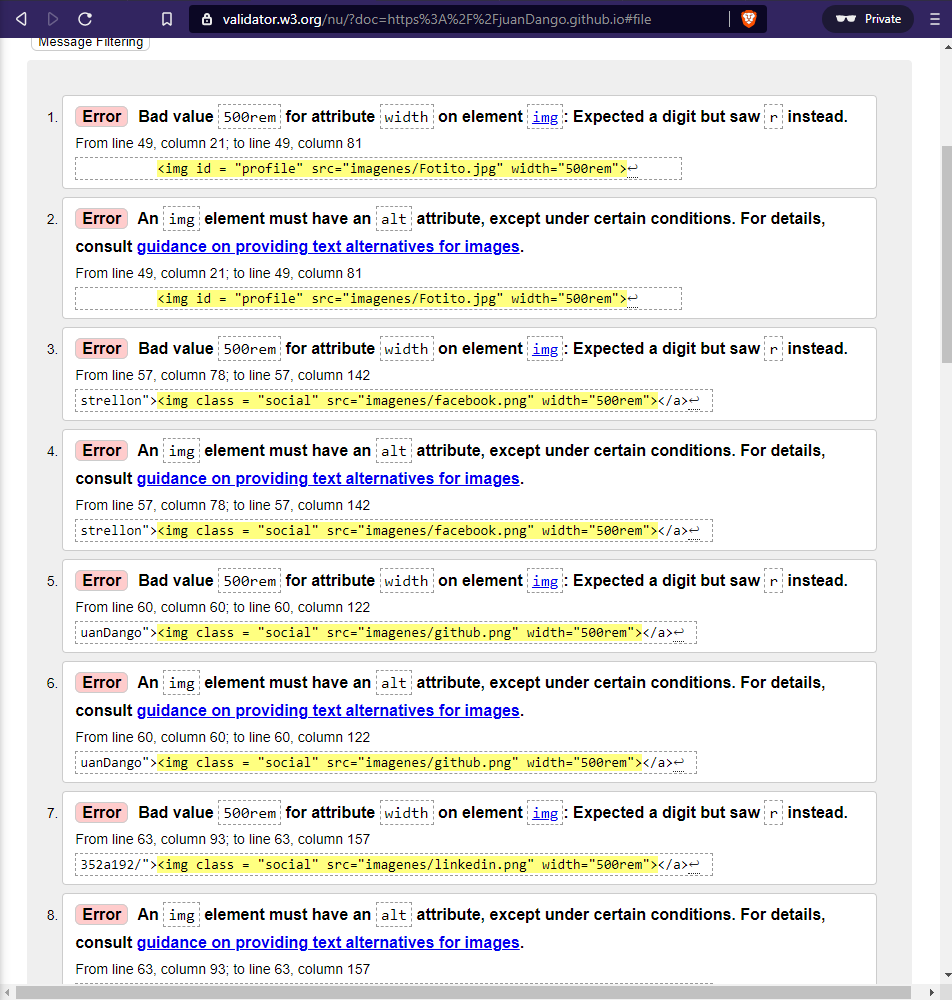 validator.w3.org/nu/?doc=https%3A%2F%2FjuanDango.github.io#file
Private
Message Filtering
1. Error Bad value 500rem for attribute width on element img: Expected a digit but saw r instead.
From line 49, column 21; to line 49, column 81
<img id = "profile" src="imagenes/Fotito.jpg" width="500rem">↩
2. Error An img element must have an alt attribute, except under certain conditions. For details,
consult guidance on providing text alternatives for images.
From line 49, column 21; to line 49, column 81
<img id = "profile" src="imagenes/Fotito.jpg" width="500rem">↩
3. Error Bad value 500rem for attribute width on element img: Expected a digit but saw r instead.
From line 57, column 78; to line 57, column 142
strellon"><img class = "social" src="imagenes/facebook.png" width="500rem"></a>↩
4. Error An img element must have an alt attribute, except under certain conditions. For details,
consult guidance on providing text alternatives for images.
From line 57, column 78; to line 57, column 142
strellon"><img class = "social" src="imagenes/facebook.png" width="500rem"></a>↩
5. Error Bad value 500rem for attribute width on element img: Expected a digit but saw r instead.
From line 60, column 60; to line 60, column 122
uanDango"><img class = "social" src="imagenes/github.png" width="500rem"></a>↩
6. Error An img element must have an alt attribute, except under certain conditions. For details,
consult guidance on providing text alternatives for images.
From line 60, column 60; to line 60, column 122
uanDango"><img class = "social" src="imagenes/github.png" width="500rem"></a>↩
7. Error Bad value 500rem for attribute width on element img: Expected a digit but saw r instead.
From line 63, column 93; to line 63, column 157
352a192/"><img class = "social" src="imagenes/linkedin.png" width="500rem"></a>↩
8. Error An img element must have an alt attribute, except under certain conditions. For details,
consult guidance on providing text alternatives for images.
From line 63, column 93; to line 63, column 157